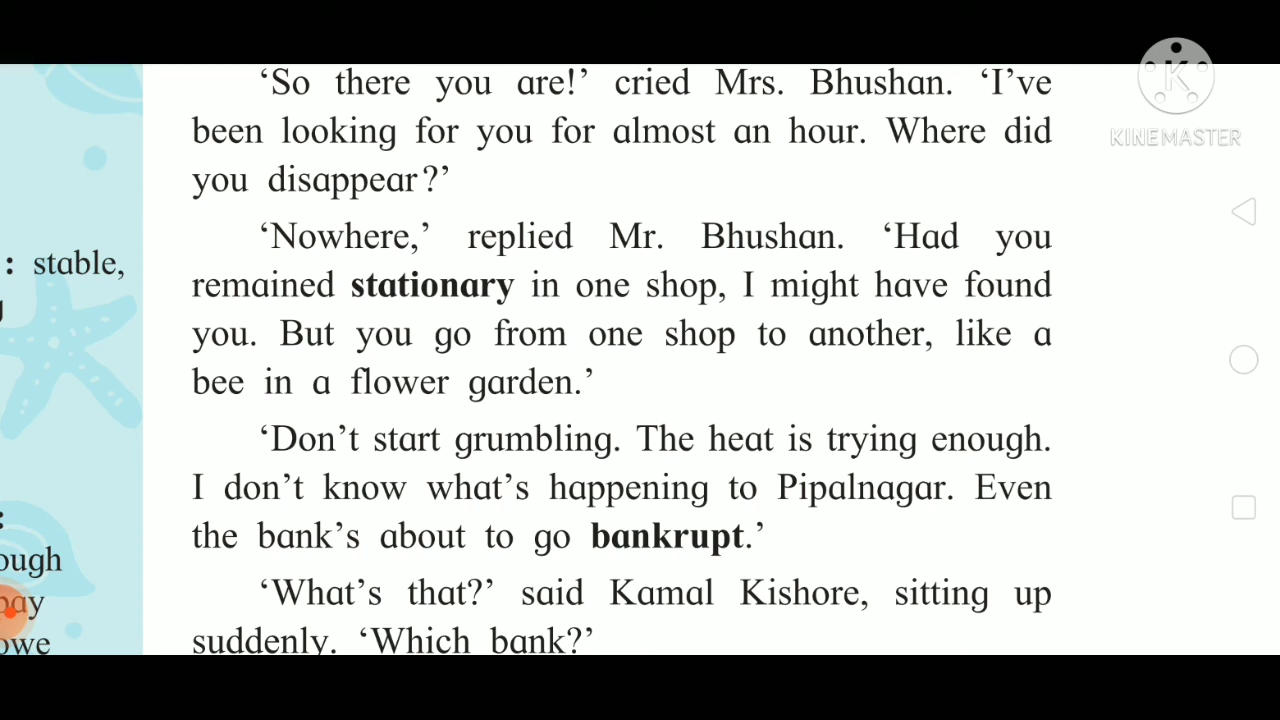 ‘So there you are!’ cried Mrs. Bhushan. ‘I’ve
been looking for you for almost an hour. Where did
you disappear?’
‘Nowhere,’ replied Mr. Bhushan. ‘Had you
remained stationary in one shop, I might have found
you. But you go from one shop to another, like a
bee in a flower garden.’
‘Don’t start grumbling. The heat is trying enough.
I don’t know what’s happening to Pipalnagar. Even
the bank’s about to go bankrupt.’
‘What’s that?’ said Kamal Kishore, sitting up
suddenly. ‘Which bank?’
: stable,
:
ough
pay
owe
K
KINEMASTER